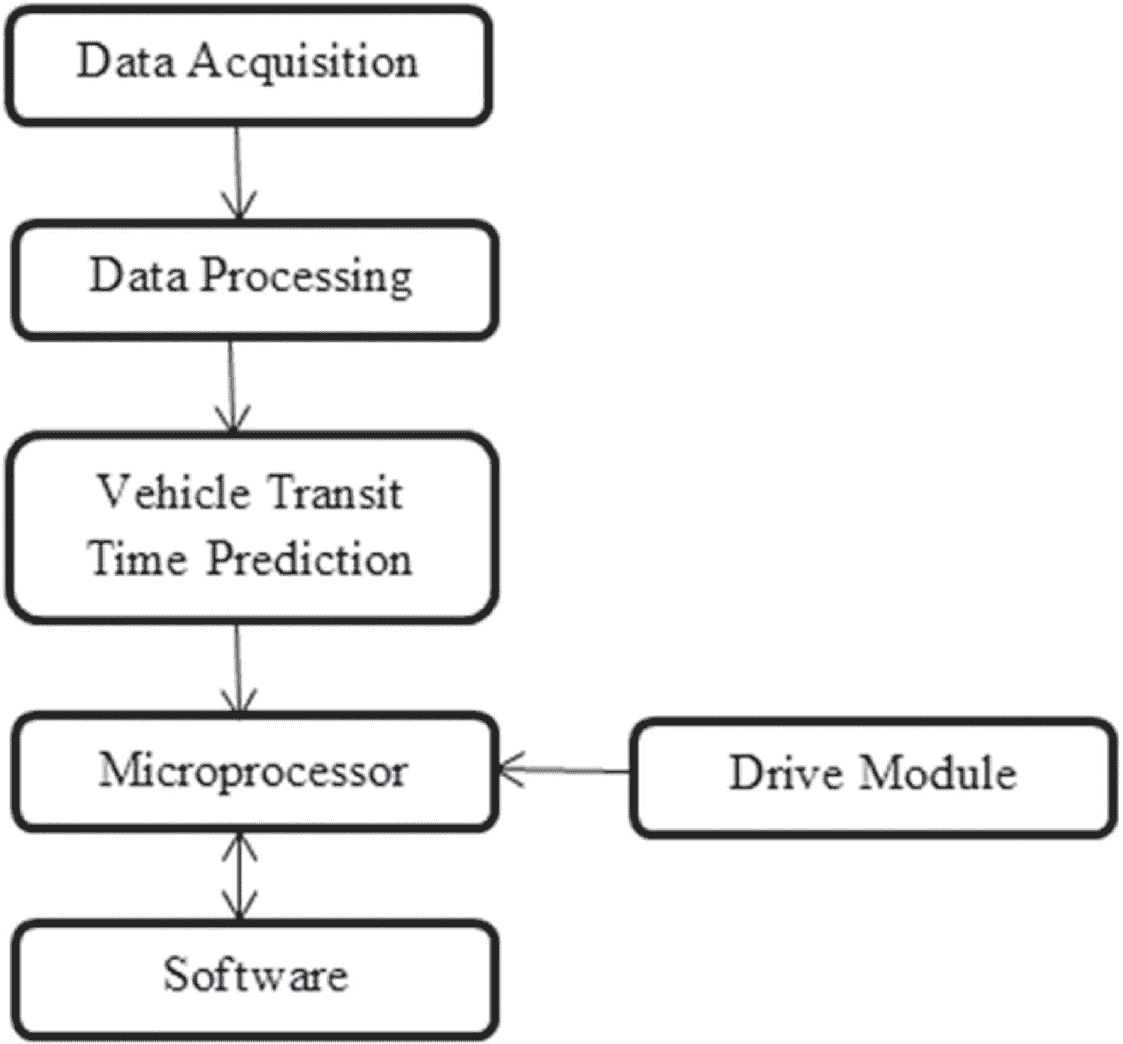 Data Acquisition
Data Processing
Vehicle Transit
Time Prediction
Microprocessor
Drive Module
Software